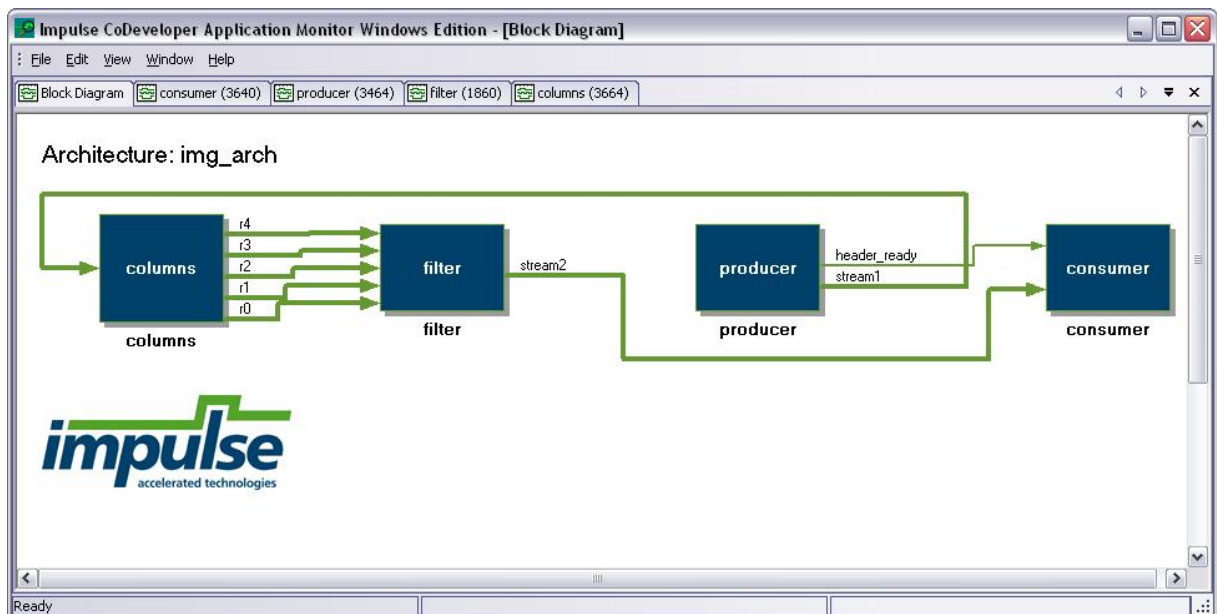 Impulse CoDeveloper Application Monitor Windows Edition - [Block Diagram]
File Edit View Window Help
Block Diagram consumer (3640) producer (3464) filter (1860) columns (3664)
Architecture: img_arch
columns
r4
r3
r2
r1
r0
columns
filter
filter
stream2
producer
header_ready
stream1
producer
consumer
consumer
impulse
accelerated technologies
Ready